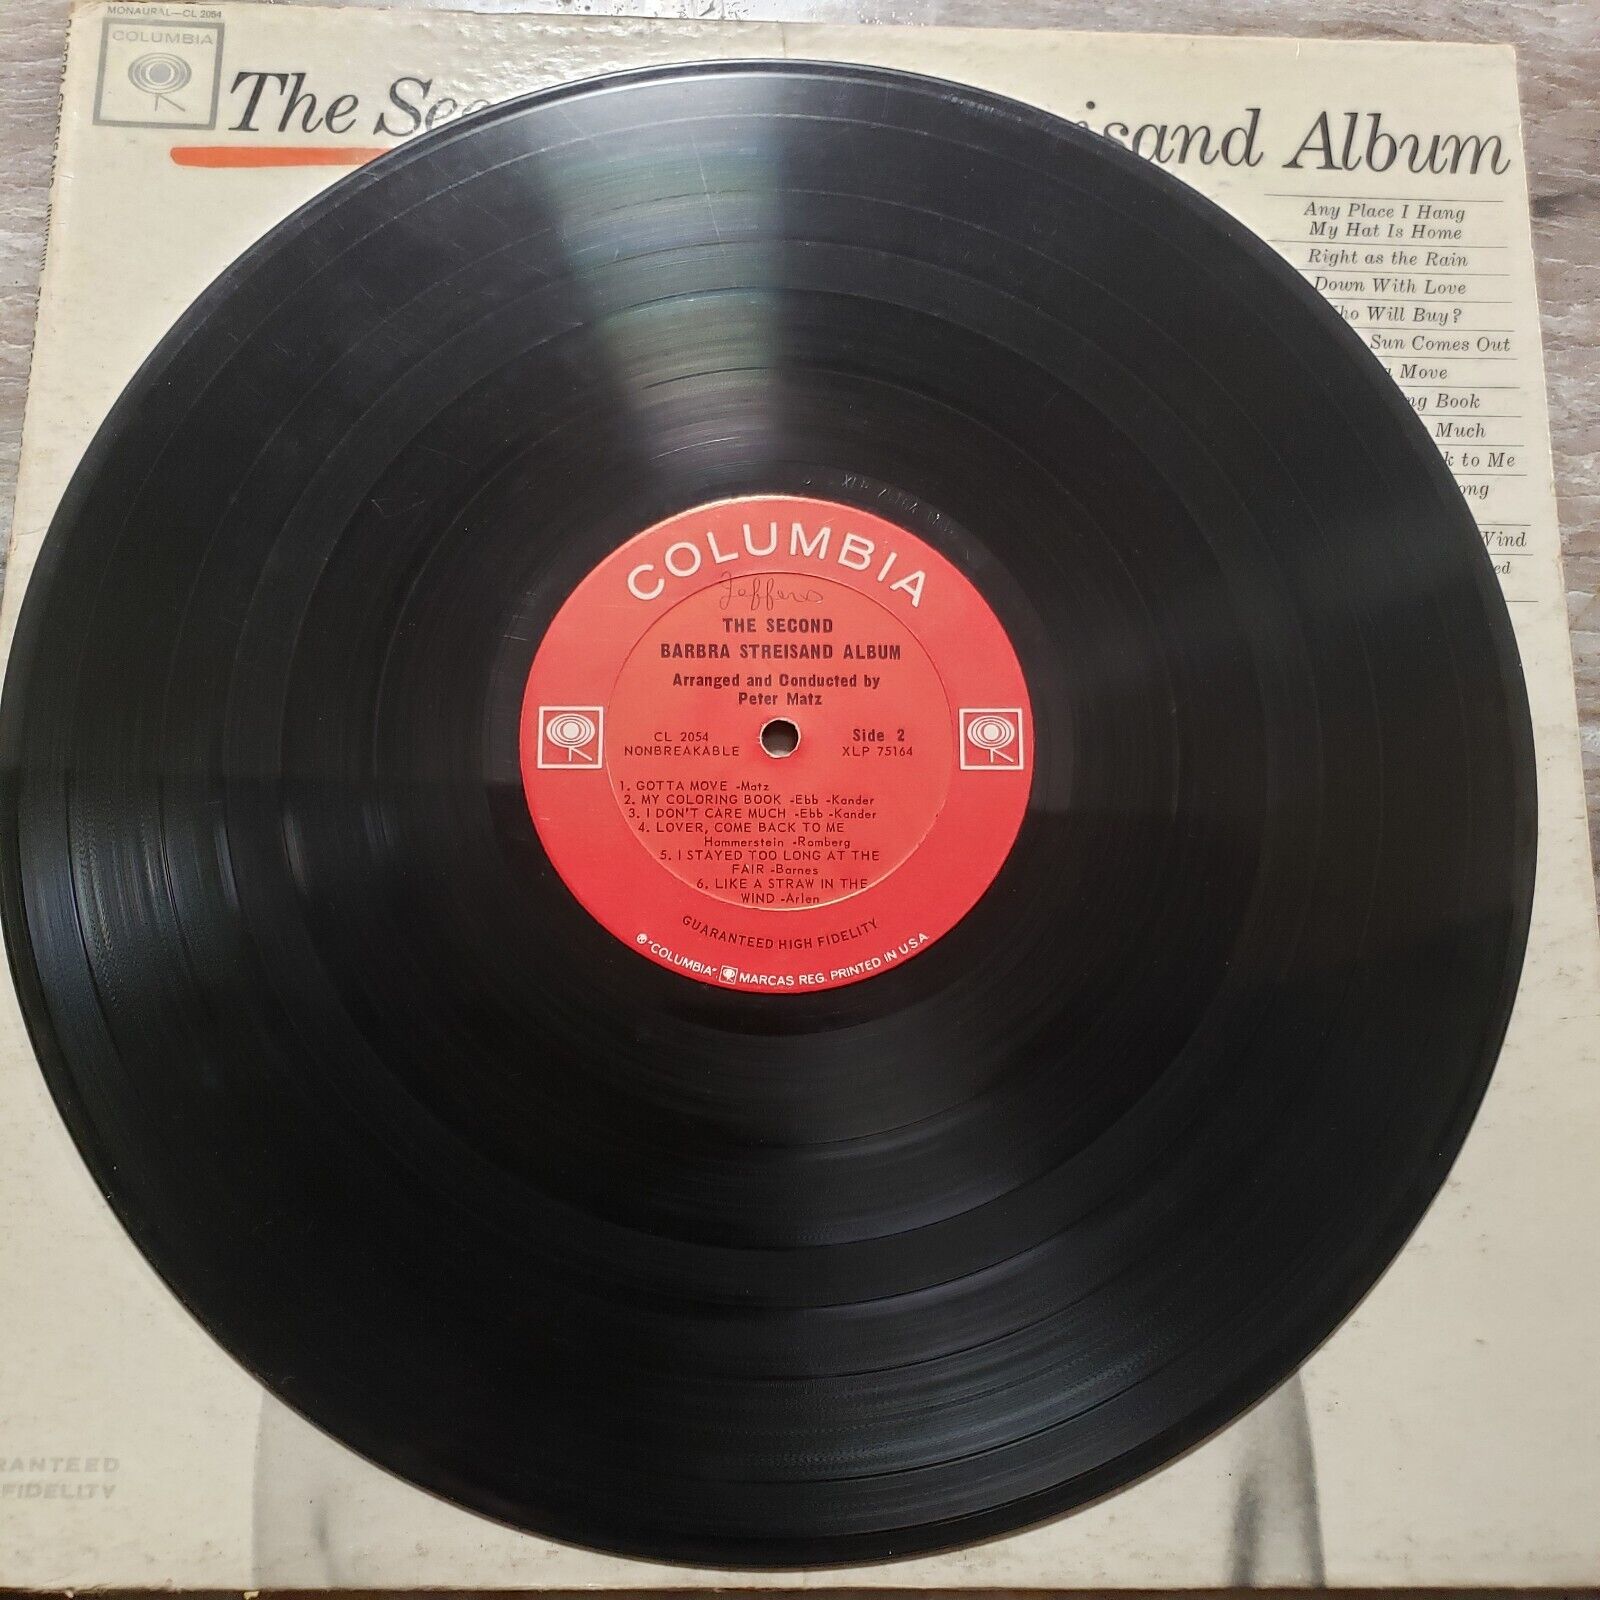 MONAURAL—CL 2054
COLUMBIA
The isand Album
Any Place I Hang
My Hat Is Home
Right as the Rain
Down With Love
Will Buy?
Sun Comes Out
Move
Book
Much
to Me
Wind
COLUMBIA
THE SECOND
BARBRA STREISAND ALBUM
Arranged and Conducted by
Peter Matz
CL 2054 Side 2
NONBREAKABLE XLP 75164
1. GOTTA MOVE -Matz
2. MY COLORING BOOK -Ebb -Kander
3. I DON'T CARE MUCH -Ebb -Kander
4. LOVER, COME BACK TO ME
Hammerstein -Romberg
5. I STAYED TOO LONG AT THE
FAIR -Barnes
6. LIKE A STRAW IN THE
WIND -Arlen
GUARANTEED HIGH FIDELITY
® "COLUMBIA", MARCAS REG. PRINTED IN U.S.A.
RANTEED
FIDELITY